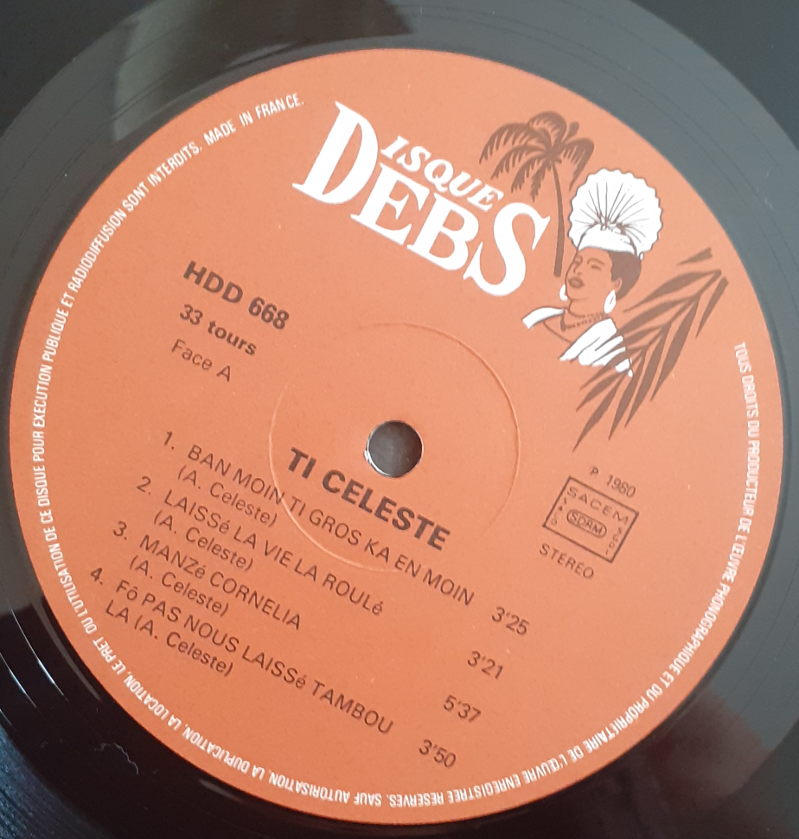 DISQUE
DEBS
HDD 668
33 tours
Face A
TI CELESTE
1. BAN MOIN TI GROS KA EN MOIN 3'25
(A. Celeste)
2. LAISSé LA VIE LA ROULé 3'21
(A. Celeste)
3. MANZé CORNELIA 5'37
(A. Celeste)
4. Fô PAS NOUS LAISSé TAMBOU 3'50
LA (A. Celeste)
P 1960
SACEM
SDRM
STEREO
TOUS DROITS DU PRODUCTEUR DE L'ŒUVRE PHONOGRAPHIQUE ET DU PROPRIETAIRE DE L'ŒUVRE ENREGISTREE RESERVES. SAUF AUTORISATION, LA DUPLICATION, LA LOCATION, LE PRET OU L'UTILISATION DE CE DISQUE POUR EXECUTION PUBLIQUE ET RADIODIFFUSION SONT INTERDITS. MADE IN FRANCE.